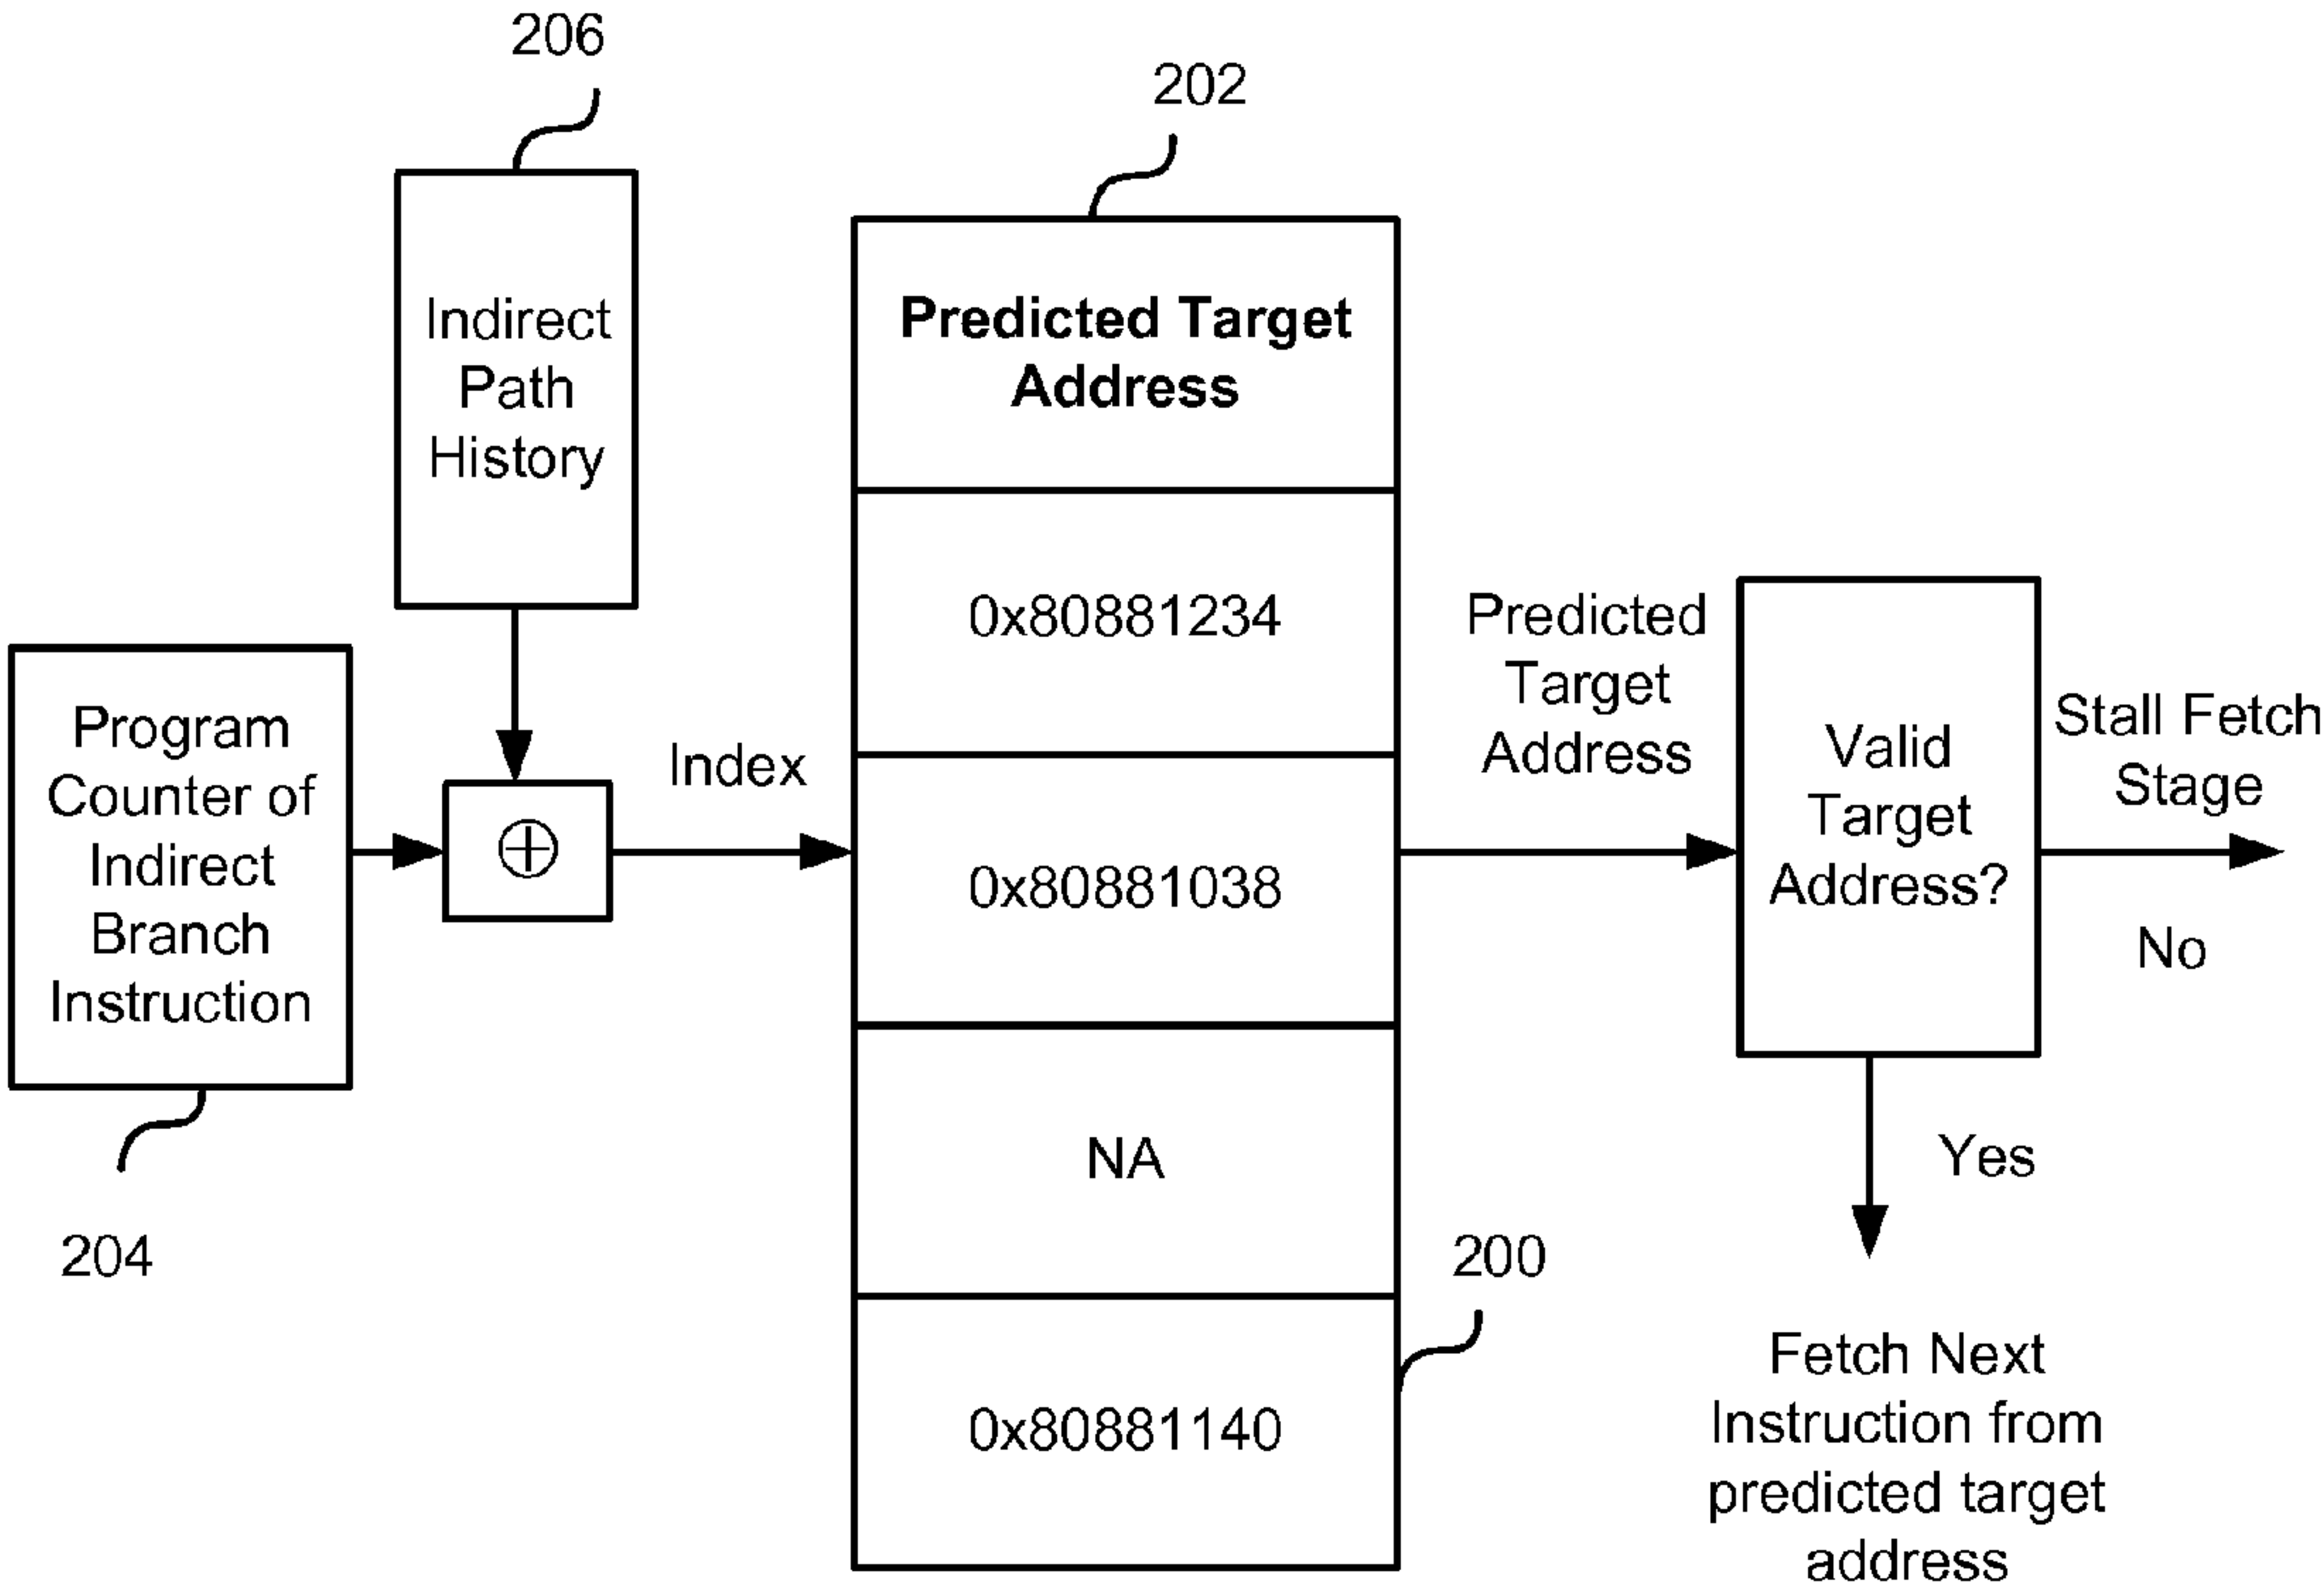 206
202
Indirect
Path
History
Predicted Target
Address
0x80881234
Predicted
Target
Address
Program
Counter of
Indirect
Branch
Instruction
Index
⊕
0x80881038
Valid
Target
Address?
Stall Fetch
Stage
No
NA
Yes
204
200
0x80881140
Fetch Next
Instruction from
predicted target
address